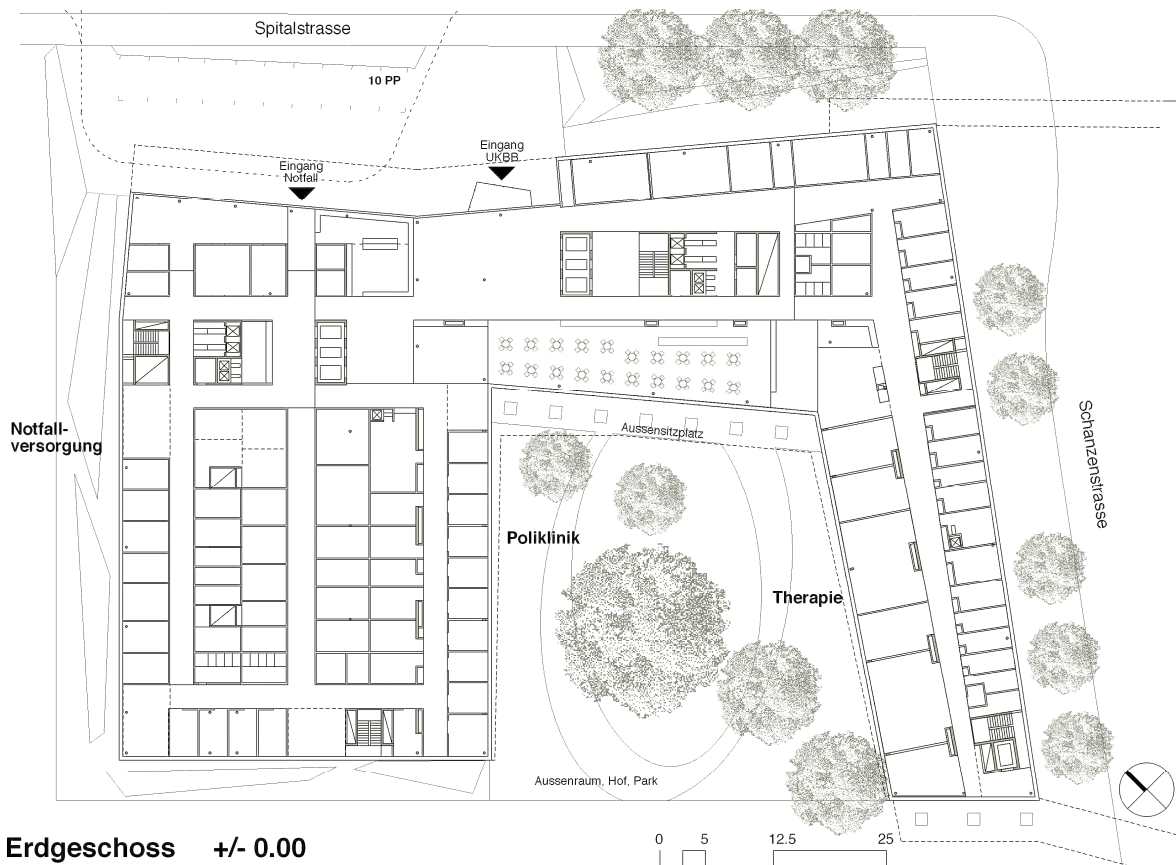 Spitalstrasse
10 PP
Eingang
UKBB
Eingang
Notfall
Notfall-
versorgung
Aussensitzplatz
Schanzenstrasse
Poliklinik
Therapie
Aussenraum, Hof, Park
Erdgeschoss +/- 0.00
0 5 12.5 25